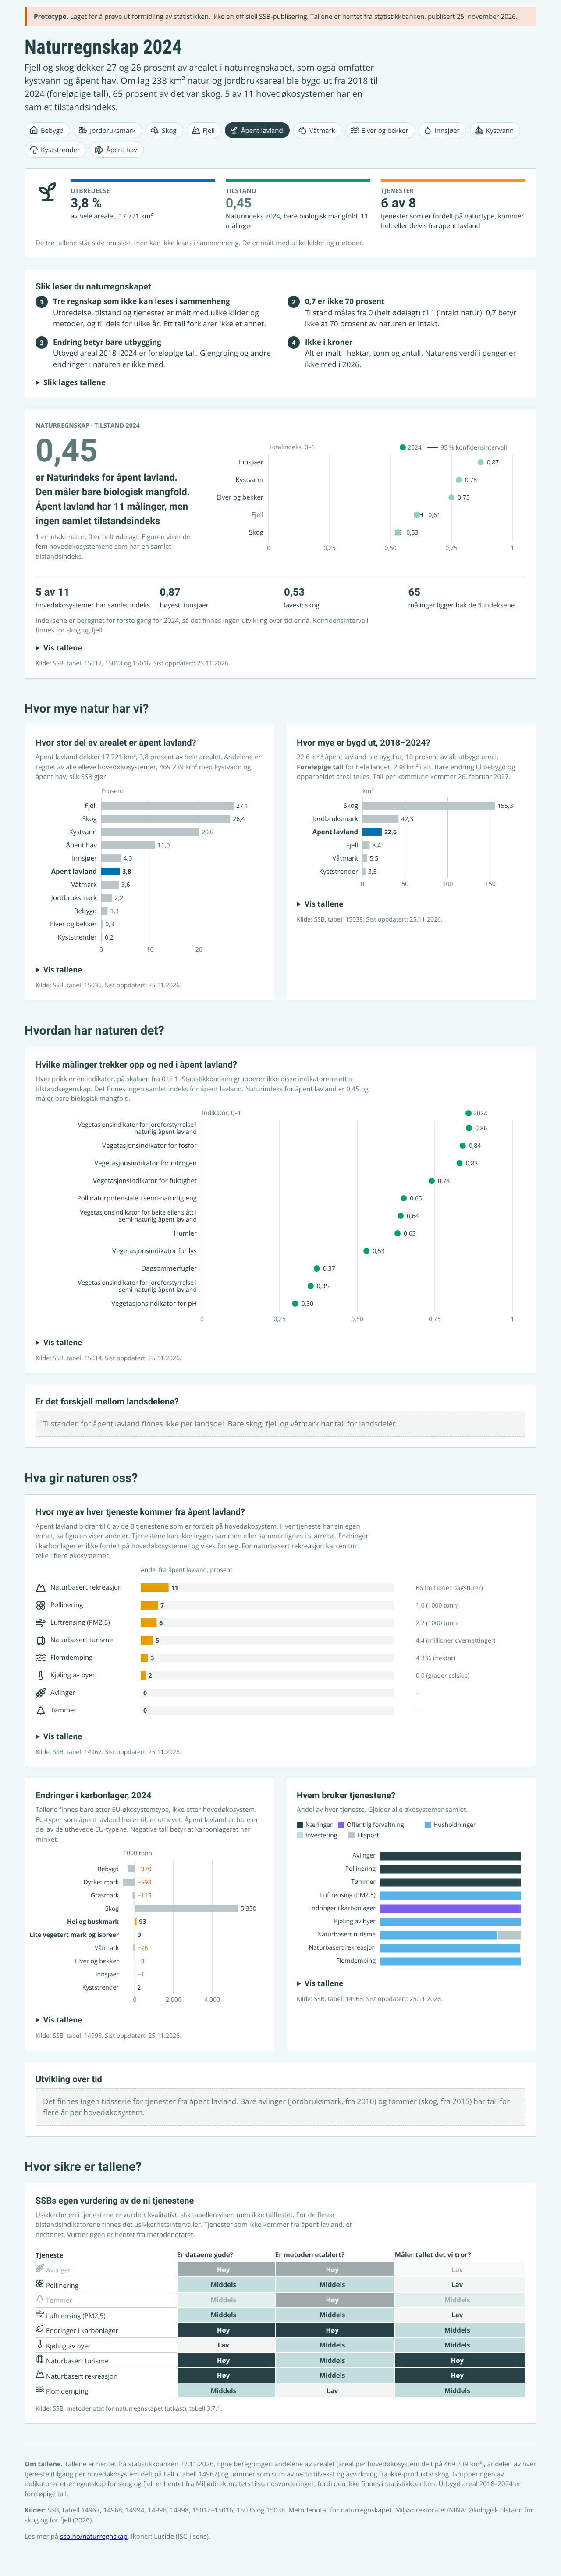 Prototype. Laget for å prøve ut formidling av statistikken. Ikke en offisiell SSB-publisering. Tallene er hentet fra statistikkbanken, publisert 25. november 2026.
Naturregnskap 2024
Fjell og skog dekker 27 og 26 prosent av arealet i naturregnskapet, som også omfatter
kystvann og åpent hav. Om lag 238 km² natur og jordbruksareal ble bygd ut fra 2018 til
2024 (foreløpige tall), 65 prosent av det var skog. 5 av 11 hovedøkosystemer har en
samlet tilstandsindeks.
Bebygd
Jordbruksmark
Skog
Fjell
Åpent lavland
Våtmark
Elver og bekker
Innsjøer
Kystvann
Kyststrender
Åpent hav
UTBREDELSE
3,8 %
av hele arealet, 17 721 km²
TILSTAND
0,45
Naturindeks 2024, bare biologisk mangfold. 11
målinger
TJENESTER
6 av 8
tjenester som er fordelt på naturtype, kommer
helt eller delvis fra åpent lavland
De tre tallene står side om side, men kan ikke leses i sammenheng. De er målt med ulike kilder og metoder.
Slik leser du naturregnskapet
1 Tre regnskap som ikke kan leses i sammenheng
Utbredelse, tilstand og tjenester er målt med ulike kilder og
metoder, og til dels for ulike år. Ett tall forklarer ikke et annet.
2 0,7 er ikke 70 prosent
Tilstand måles fra 0 (helt ødelagt) til 1 (intakt natur). 0,7 betyr
ikke at 70 prosent av naturen er intakt.
3 Endring betyr bare utbygging
Utbygd areal 2018–2024 er foreløpige tall. Gjengroing og andre
endringer i naturen er ikke med.
4 Ikke i kroner
Alt er målt i hektar, tonn og antall. Naturens verdi i penger er
ikke med i 2026.
Slik lages tallene
NATURREGNSKAP · TILSTAND 2024
0,45
er Naturindeks for åpent lavland.
Den måler bare biologisk mangfold.
Åpent lavland har 11 målinger, men
ingen samlet tilstandsindeks
1 er intakt natur, 0 er helt ødelagt. Figuren viser de
fem hovedøkosystemene som har en samlet
tilstandsindeks.
Totalindeks, 0–1
2024
95 % konfidensintervall
Innsjøer 0,87
Kystvann 0,78
Elver og bekker 0,75
Fjell 0,61
Skog 0,53
0 0,25 0,50 0,75 1
5 av 11
hovedøkosystemer har samlet indeks
0,87
høyest: innsjøer
0,53
lavest: skog
65
målinger ligger bak de 5 indeksene
Indeksene er beregnet for første gang for 2024, så det finnes ingen utvikling over tid ennå. Konfidensintervall
finnes for skog og fjell.
Vis tallene
Kilde: SSB, tabell 15012, 15013 og 15016. Sist oppdatert: 25.11.2026.
Hvor mye natur har vi?
Hvor stor del av arealet er åpent lavland?
Åpent lavland dekker 17 721 km², 3,8 prosent av hele arealet. Andelene er
regnet av alle elleve hovedøkosystemer, 469 239 km² med kystvann og
åpent hav, slik SSB gjør.
Prosent
Fjell 27,1
Skog 26,4
Kystvann 20,0
Åpent hav 11,0
Innsjøer 4,0
Åpent lavland 3,8
Våtmark 3,6
Jordbruksmark 2,2
Bebygd 1,3
Elver og bekker 0,3
Kyststrender 0,2
0 10 20
Vis tallene
Kilde: SSB, tabell 15036. Sist oppdatert: 25.11.2026.
Hvor mye er bygd ut, 2018–2024?
22,6 km² åpent lavland ble bygd ut, 10 prosent av alt utbygd areal.
Foreløpige tall for hele landet, 238 km² i alt. Bare endring til bebygd og
opparbeidet areal telles. Tall per kommune kommer 26. februar 2027.
km²
Skog 155,3
Jordbruksmark 42,3
Åpent lavland 22,6
Fjell 8,4
Våtmark 5,5
Kyststrender 3,5
0 50 100 150
Vis tallene
Kilde: SSB, tabell 15038. Sist oppdatert: 25.11.2026.
Hvordan har naturen det?
Hvilke målinger trekker opp og ned i åpent lavland?
Hver prikk er én indikator, på skalaen fra 0 til 1. Statistikkbanken grupperer ikke disse indikatorene etter
tilstandsegenskap. Det finnes ingen samlet indeks for åpent lavland. Naturindeks for åpent lavland er 0,45 og
måler bare biologisk mangfold.
Indikator, 0–1
2024
Vegetasjonsindikator for jordforstyrrelse i
naturlig åpent lavland 0,86
Vegetasjonsindikator for fosfor 0,84
Vegetasjonsindikator for nitrogen 0,83
Vegetasjonsindikator for fuktighet 0,74
Pollinatorpotensiale i semi-naturlig eng 0,65
Vegetasjonsindikator for beite eller slått i
semi-naturlig åpent lavland 0,64
Humler 0,63
Vegetasjonsindikator for lys 0,53
Dagsommerfugler 0,37
Vegetasjonsindikator for jordforstyrrelse i
semi-naturlig åpent lavland 0,35
Vegetasjonsindikator for pH 0,30
0 0,25 0,50 0,75 1
Vis tallene
Kilde: SSB, tabell 15014. Sist oppdatert: 25.11.2026.
Er det forskjell mellom landsdelene?
Tilstanden for åpent lavland finnes ikke per landsdel. Bare skog, fjell og våtmark har tall for landsdeler.
Hva gir naturen oss?
Hvor mye av hver tjeneste kommer fra åpent lavland?
Åpent lavland bidrar til 6 av de 8 tjenestene som er fordelt på hovedøkosystem. Hver tjeneste har sin egen
enhet, så figuren viser andeler. Tjenestene kan ikke legges sammen eller sammenlignes i størrelse. Endringer
i karbonlager er ikke fordelt på hovedøkosystemer og vises for seg. For naturbasert rekreasjon kan én tur
telle i flere økosystemer.
Andel fra åpent lavland, prosent
Naturbasert rekreasjon 11 66 (millioner dagsturer)
Pollinering 7 1,6 (1000 tonn)
Luftrensing (PM2,5) 6 2,2 (1000 tonn)
Naturbasert turisme 5 4,4 (millioner overnattinger)
Flomdemping 3 4 336 (hektar)
Kjøling av byer 2 0,0 (grader celsius)
Avlinger 0 –
Tømmer 0 –
Vis tallene
Kilde: SSB, tabell 14967. Sist oppdatert: 25.11.2026.
Endringer i karbonlager, 2024
Tallene finnes bare etter EU-økosystemtype, ikke etter hovedøkosystem.
EU-typer som åpent lavland hører til, er uthevet. Åpent lavland er bare en
del av de uthevede EU-typene. Negative tall betyr at karbonlageret har
minket.
1000 tonn
Bebygd −370
Dyrket mark −598
Grasmark −115
Skog 5 330
Hei og buskmark 93
Lite vegetert mark og isbreer 0
Våtmark −76
Elver og bekker −3
Innsjøer −1
Kyststrender 2
0 2 000 4 000
Vis tallene
Kilde: SSB, tabell 14998. Sist oppdatert: 25.11.2026.
Hvem bruker tjenestene?
Andel av hver tjeneste. Gjelder alle økosystemer samlet.
Næringer
Offentlig forvaltning
Husholdninger
Investering
Eksport
Avlinger
Pollinering
Tømmer
Luftrensing (PM2,5)
Endringer i karbonlager
Kjøling av byer
Naturbasert turisme
Naturbasert rekreasjon
Flomdemping
Vis tallene
Kilde: SSB, tabell 14968. Sist oppdatert: 25.11.2026.
Utvikling over tid
Det finnes ingen tidsserie for tjenester fra åpent lavland. Bare avlinger (jordbruksmark, fra 2010) og tømmer (skog, fra 2015) har tall for
flere år per hovedøkosystem.
Hvor sikre er tallene?
SSBs egen vurdering av de ni tjenestene
Usikkerheten i tjenestene er vurdert kvalitativt, slik tabellen viser, men ikke tallfestet. For de fleste
tilstandsindikatorene finnes det usikkerhetsintervaller. Tjenester som ikke kommer fra åpent lavland, er
nedtonet. Vurderingen er hentet fra metodenotatet.
Tjeneste Er dataene gode? Er metoden etablert? Måler tallet det vi tror?
Avlinger Høy Høy Lav
Pollinering Middels Middels Lav
Tømmer Middels Høy Middels
Luftrensing (PM2,5) Middels Middels Lav
Endringer i karbonlager Høy Høy Middels
Kjøling av byer Lav Middels Middels
Naturbasert turisme Høy Middels Høy
Naturbasert rekreasjon Høy Middels Høy
Flomdemping Middels Lav Middels
Kilde: SSB, metodenotat for naturregnskapet (utkast), tabell 3.7.1.
Om tallene. Tallene er hentet fra statistikkbanken 27.11.2026. Egne beregninger: andelene av arealet (areal per hovedøkosystem delt på 469 239 km²), andelen av hver
tjeneste (tilgang per hovedøkosystem delt på I alt i tabell 14967) og tømmer som sum av netto tilvekst og avvirkning fra ikke-produktiv skog. Grupperingen av
indikatorer etter egenskap for skog og fjell er hentet fra Miljødirektoratets tilstandsvurderinger, fordi den ikke finnes i statistikkbanken. Utbygd areal 2018–2024 er
foreløpige tall.
Kilder: SSB, tabell 14967, 14968, 14994, 14996, 14998, 15012–15016, 15036 og 15038. Metodenotat for naturregnskapet. Miljødirektoratet/NINA: Økologisk tilstand for
skog og for fjell (2026).
Les mer på ssb.no/naturregnskap. Ikoner: Lucide (ISC-lisens).